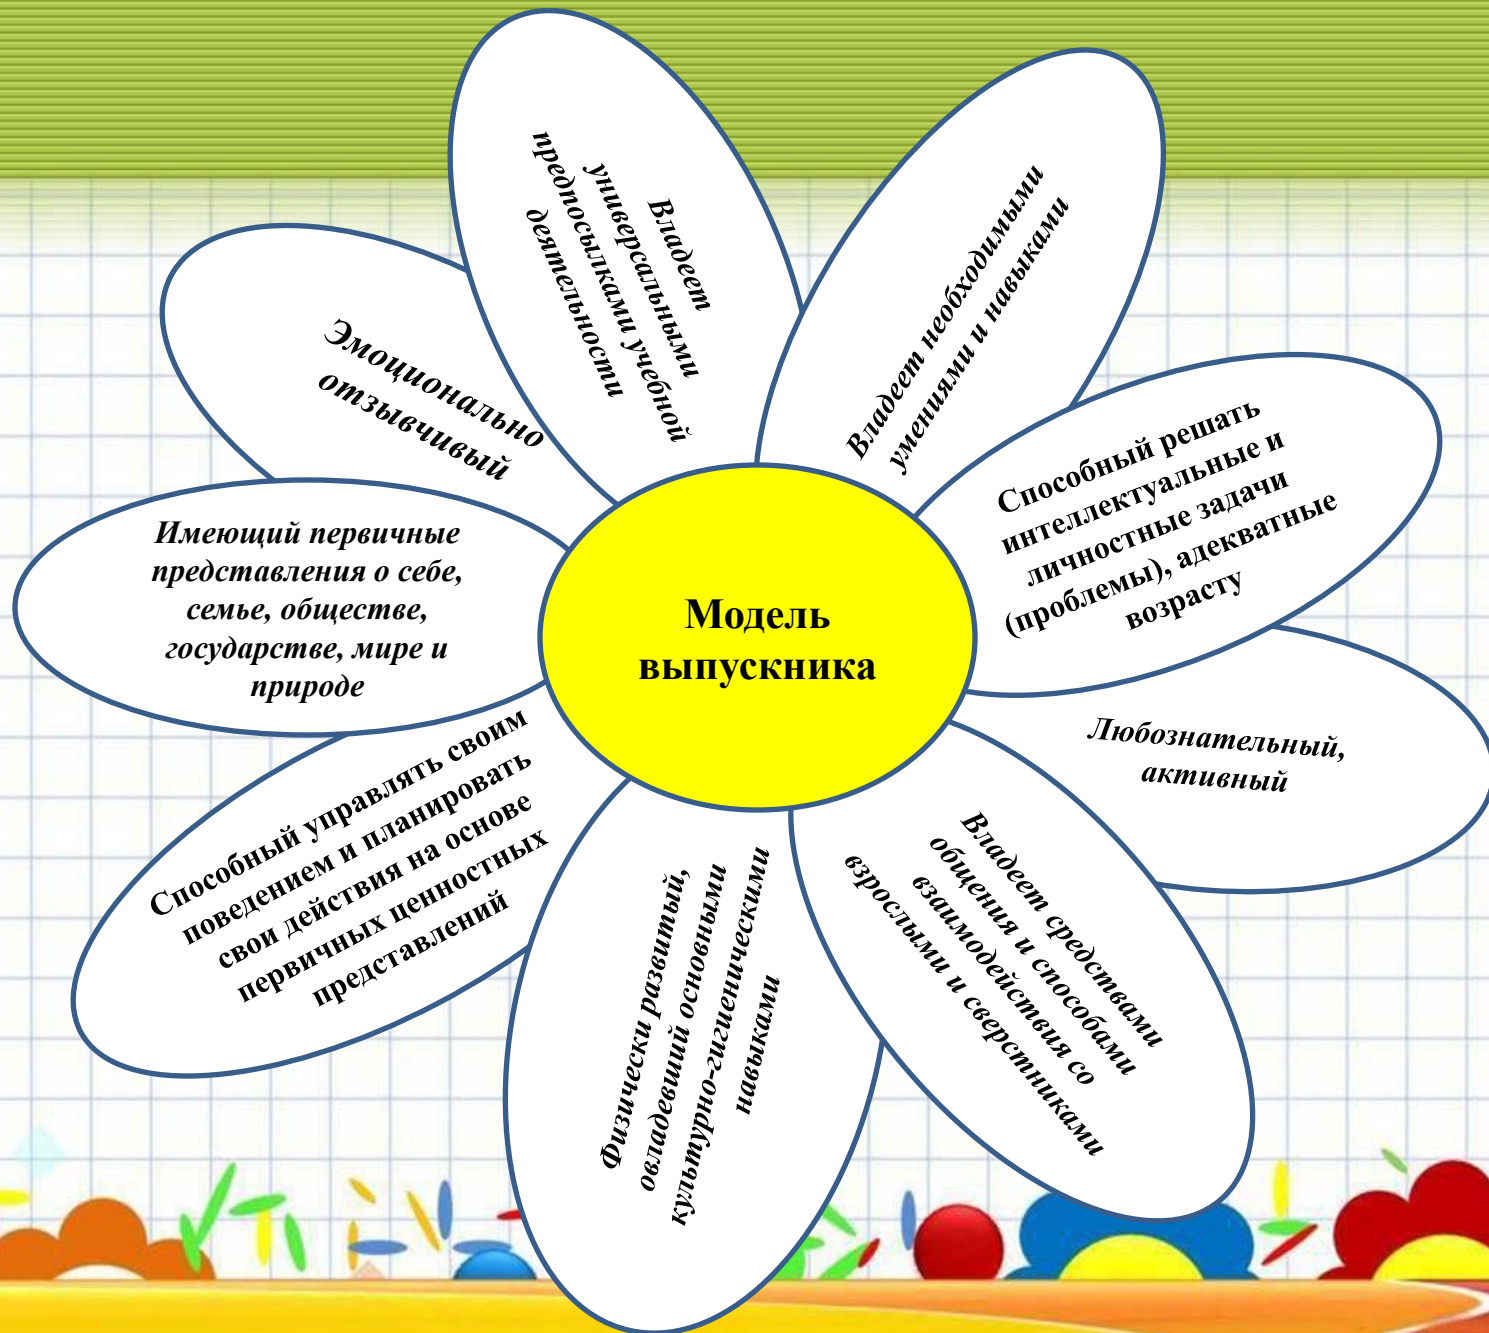 Владеет
универсальными
предпосылками учебной
деятельности
Владеет необходимыми
умениями и навыками
Эмоционально
отзывчивый
Способный решать
интеллектуальные и
личностные задачи
(проблемы), адекватные
возрасту
Имеющий первичные
представления о себе,
семье, обществе,
государстве, мире и
природе
Модель
выпускника
Любознательный,
активный
Способный управлять своим
поведением и планировать
свои действия на основе
первичных ценностных
представлений
Физически развитый,
овладевший основными
культурно-гигиеническими
навыками
Владеет средствами
общения и способами
взаимодействия со
взрослыми и сверстниками